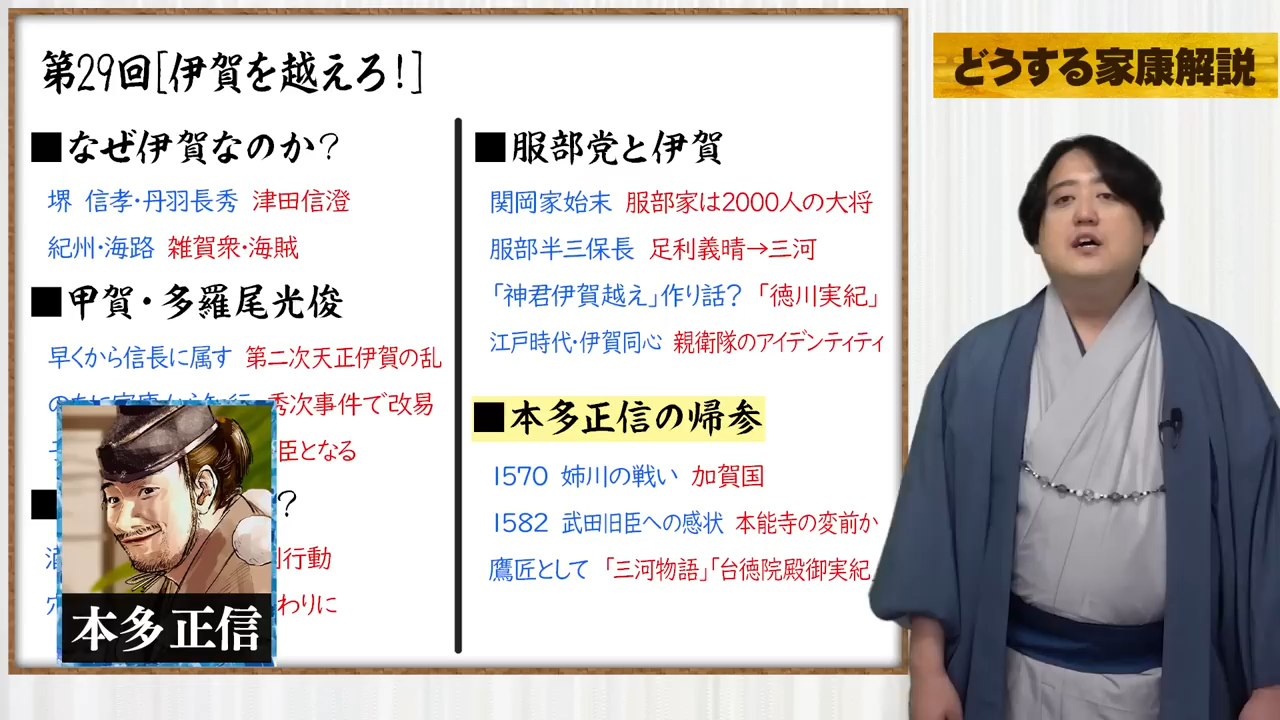 第29回[伊賀を越えろ!]
■なぜ伊賀なのか?
堺 信孝・丹羽長秀 津田信澄
紀州・海路 雑賀衆・海賊
■甲賀・多羅尾光俊
早くから信長に属す 第二次天正伊賀の乱
秀次事件で改易
臣となる
?
行動
わりに
本多正信
■服部党と伊賀
関岡家始末 服部家は2000人の大将
服部半三保長 足利義晴→三河
「神君伊賀越え」作り話? 「徳川実紀」
江戸時代・伊賀同心 親衛隊のアイデンティティ
■本多正信の帰参
1570 姉川の戦い 加賀国
1582 武田旧臣への感状 本能寺の変前か
鷹匠として 「三河物語」「台徳院殿御実紀」
どうする家康解説